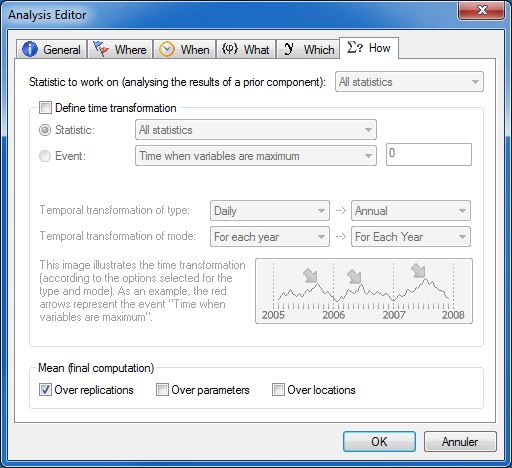 Analysis Editor
General Where When {(φ)} What y Which Σ? How
Statistic to work on (analysing the results of a prior component): All statistics
Define time transformation
Statistic: All statistics
Event: Time when variables are maximum 0
Temporal transformation of type: Daily --> Annual
Temporal transformation of mode: For each year --> For Each Year
This image illustrates the time transformation
(according to the options selected for the
type and mode). As an example, the red
arrows represent the event "Time when
variables are maximum".
2005 2006 2007 2008
Mean (final computation)
Over replications Over parameters Over locations
OK Annuler